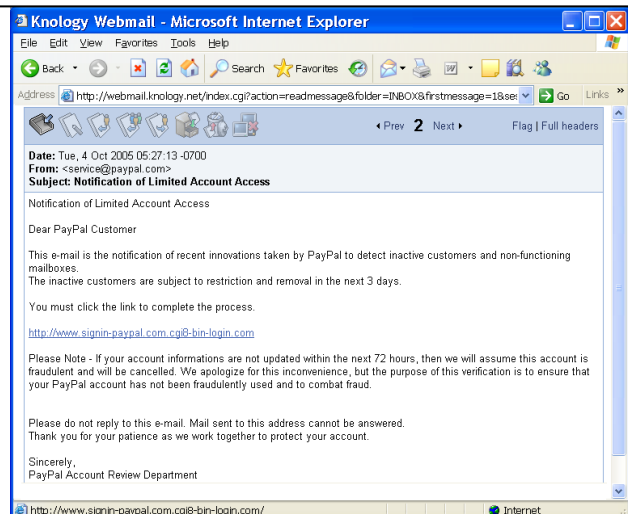 Knology Webmail - Microsoft Internet Explorer
File Edit View Favorites Tools Help
Back Search Favorites
Address http://webmail.knology.net/index.cgi?action=readmessage&folder=INBOX&firstmessage=1&ses Go Links »
Prev 2 Next Flag | Full headers
Date: Tue, 4 Oct 2005 05:27:13 -0700
From: <service@paypal.com>
Subject: Notification of Limited Account Access
Notification of Limited Account Access
Dear PayPal Customer
This e-mail is the notification of recent innovations taken by PayPal to detect inactive customers and non-functioning
mailboxes.
The inactive customers are subject to restriction and removal in the next 3 days.
You must click the link to complete the process.
http://www.signin-paypal.com.cgi8-bin-login.com
Please Note - If your account informations are not updated within the next 72 hours, then we will assume this account is
fraudulent and will be cancelled. We apologize for this inconvenience, but the purpose of this verification is to ensure that
your PayPal account has not been fraudulently used and to combat fraud.
Please do not reply to this e-mail. Mail sent to this address cannot be answered.
Thank you for your patience as we work together to protect your account.
Sincerely,
PayPal Account Review Department
http://www.signin-paypal.com.cgi8-bin-login.com/ Internet